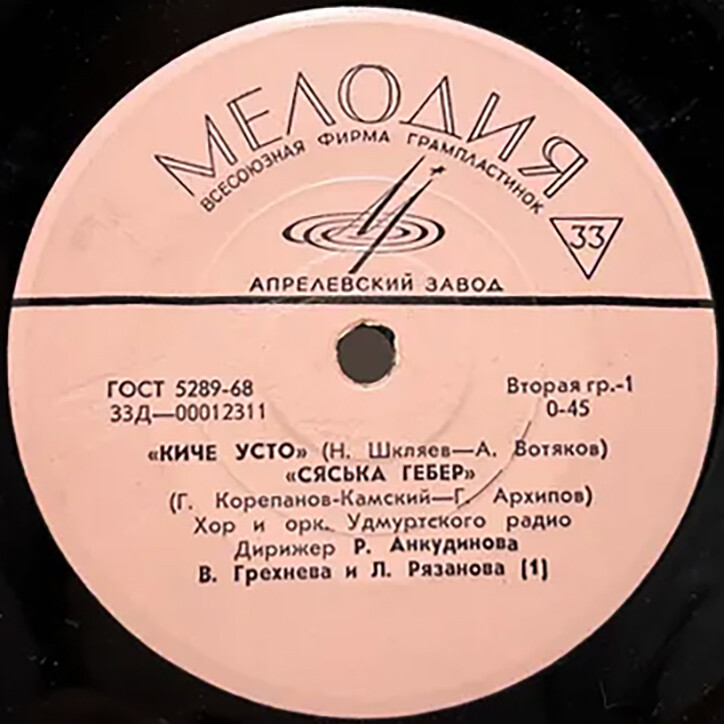 МЕЛОДИЯ
ВСЕСОЮЗНАЯ ФИРМА ГРАМПЛАСТИНОК
33
АПРЕЛЕВСКИЙ ЗАВОД
ГОСТ 5289-68 Вторая гр.-1
33Д—00012311 0-45
«КИЧЕ УСТО» (Н. Шкляев—А. Вотяков)
«СЯСЬКА ГЕБЕР»
(Г. Корепанов-Камский—Г. Архипов)
Хор и орк. Удмуртского радио
Дирижер Р. Анкудинова
В. Грехнева и Л. Рязанова (1)